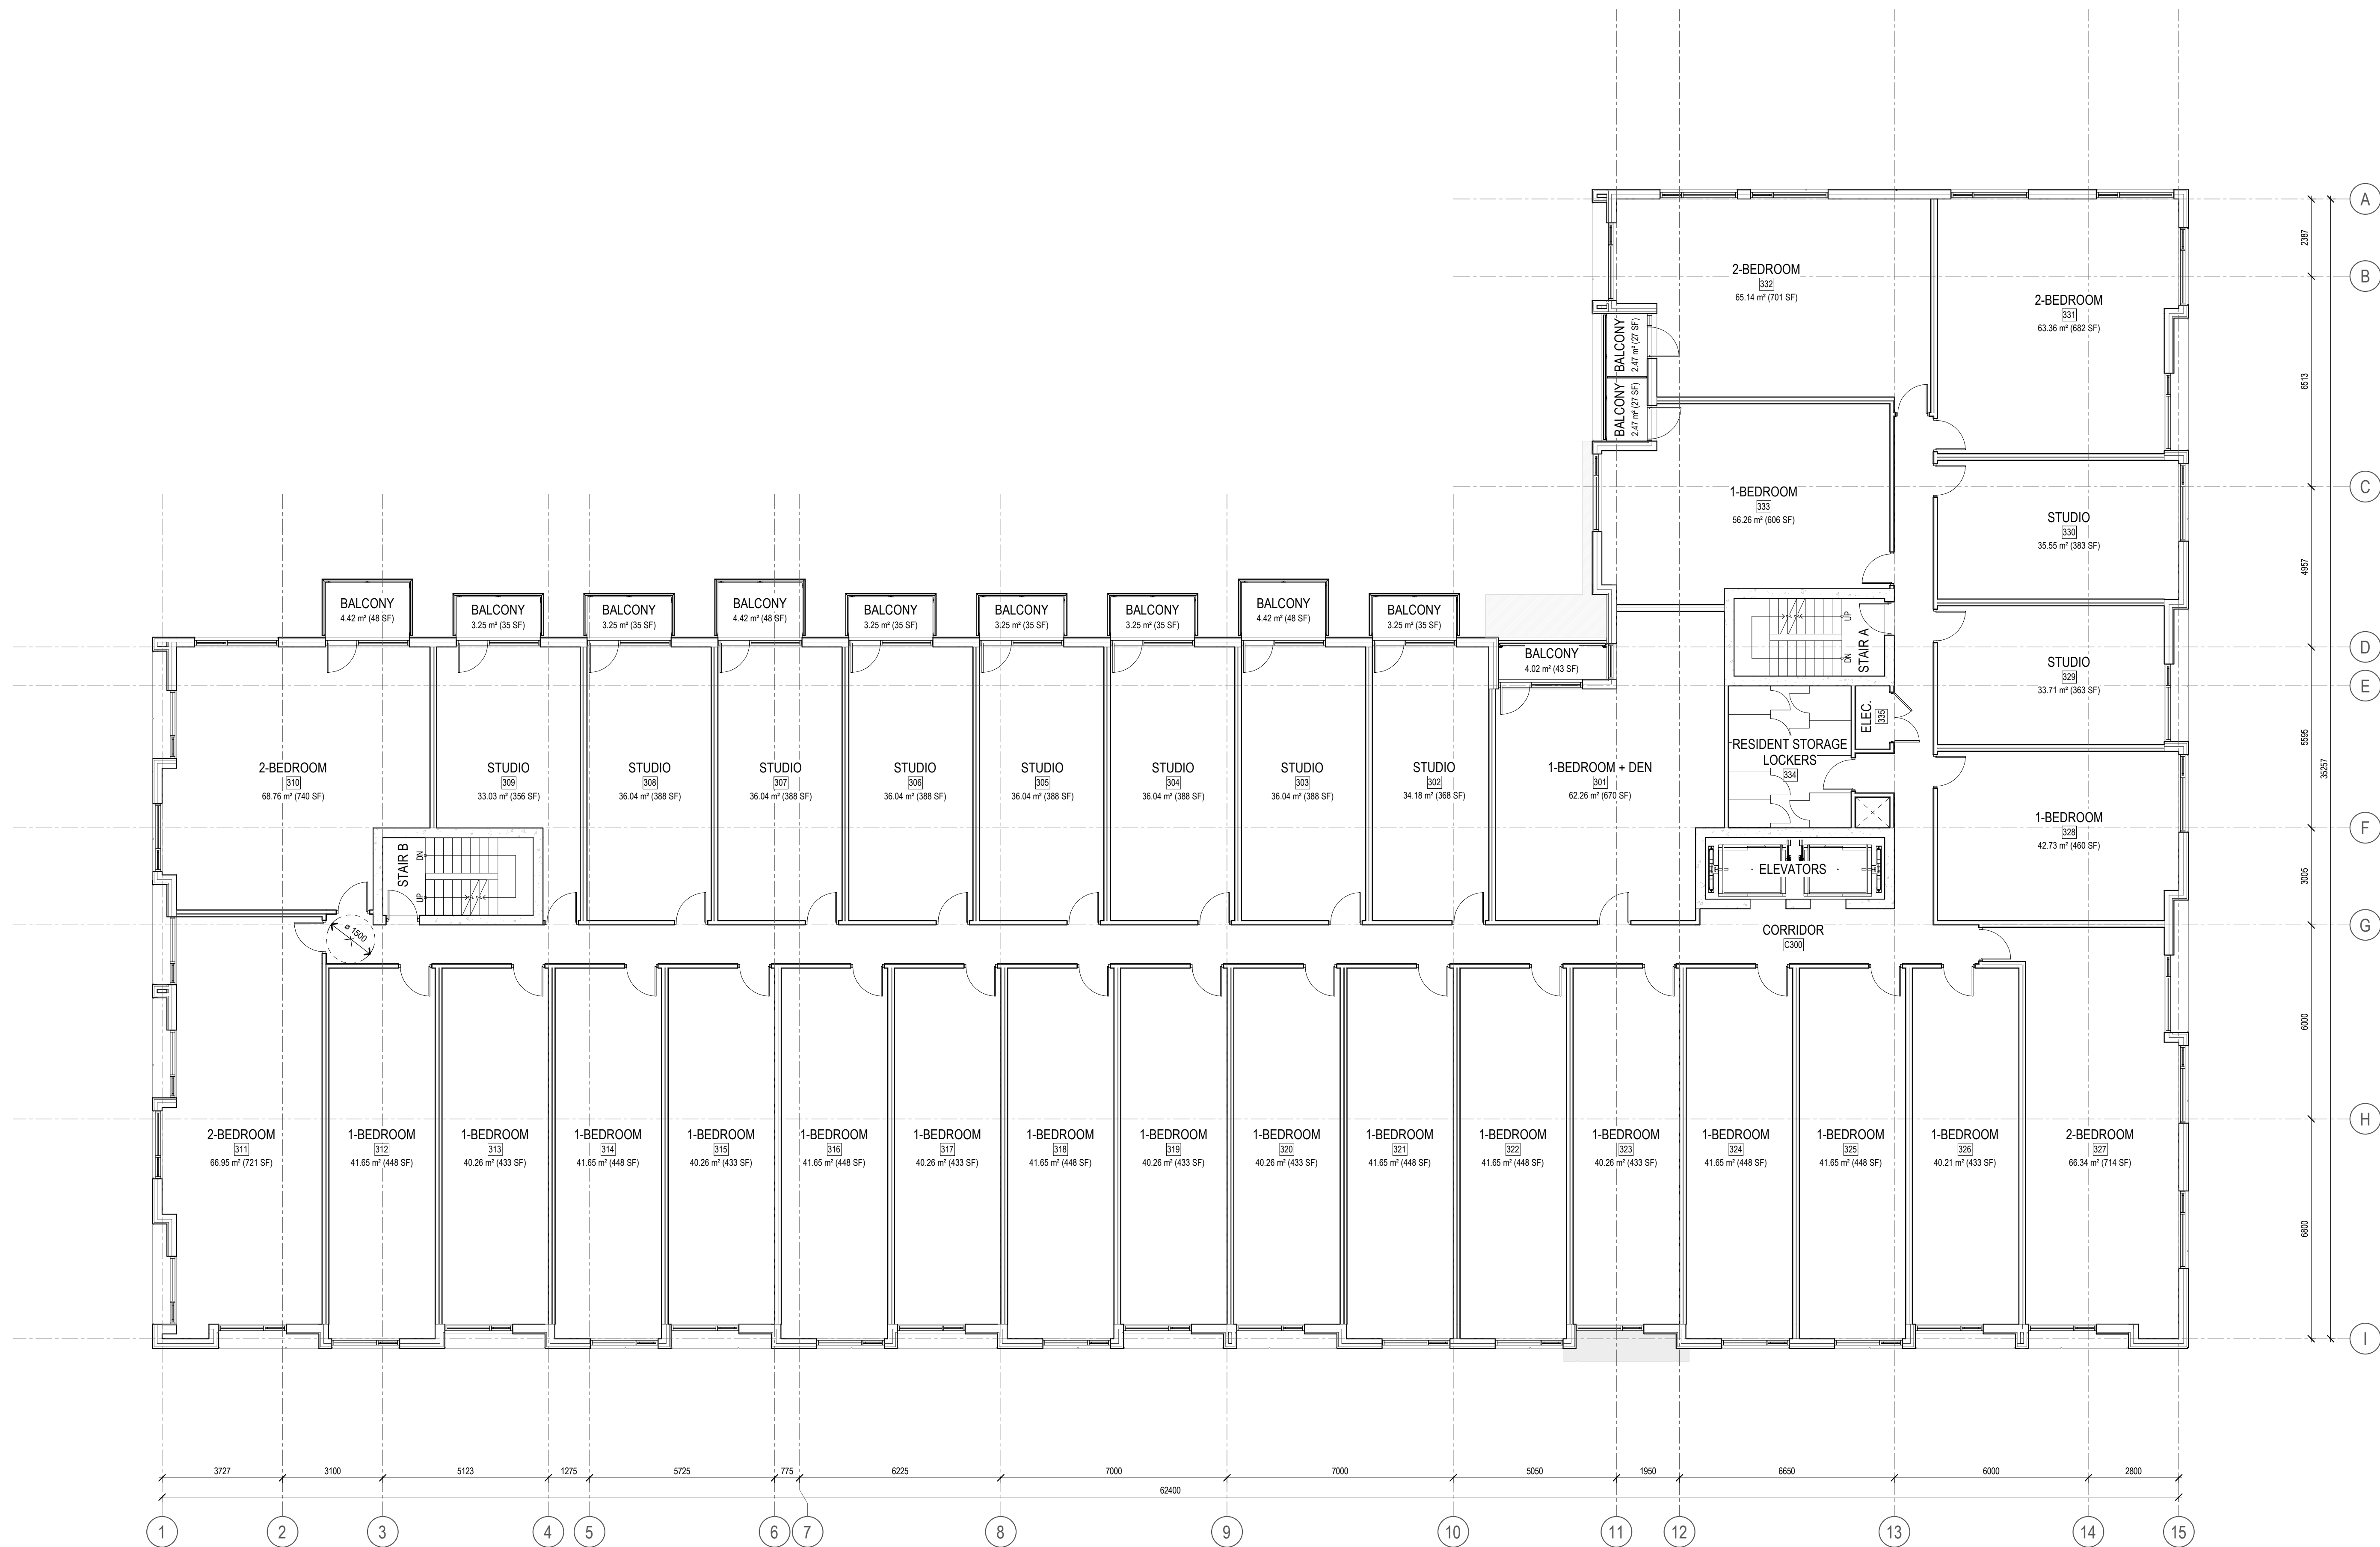 A
2387
B
2-BEDROOM
332
65.14 m² (701 SF)
2-BEDROOM
331
63.36 m² (682 SF)
BALCONY
2.47 m² (27 SF)
BALCONY
2.47 m² (27 SF)
6513
35257
C
1-BEDROOM
333
56.26 m² (606 SF)
STUDIO
330
35.55 m² (383 SF)
4957
BALCONY
4.42 m² (48 SF)
BALCONY
3.25 m² (35 SF)
BALCONY
3.25 m² (35 SF)
BALCONY
4.42 m² (48 SF)
BALCONY
3.25 m² (35 SF)
BALCONY
3.25 m² (35 SF)
BALCONY
3.25 m² (35 SF)
BALCONY
4.42 m² (48 SF)
BALCONY
3.25 m² (35 SF)
BALCONY
4.02 m² (43 SF)
UP
DN
STAIR A
STUDIO
329
33.71 m² (363 SF)
D
E
5595
2-BEDROOM
310
68.76 m² (740 SF)
STUDIO
309
33.03 m² (356 SF)
STUDIO
308
36.04 m² (388 SF)
STUDIO
307
36.04 m² (388 SF)
STUDIO
306
36.04 m² (388 SF)
STUDIO
305
36.04 m² (388 SF)
STUDIO
304
36.04 m² (388 SF)
STUDIO
303
36.04 m² (388 SF)
STUDIO
302
34.18 m² (368 SF)
1-BEDROOM + DEN
301
62.26 m² (670 SF)
RESIDENT STORAGE
LOCKERS
334
ELEC.
335
1-BEDROOM
328
42.73 m² (460 SF)
F
STAIR B
DN
UP
ELEVATORS
3005
ø 1500
CORRIDOR
C300
G
6000
H
2-BEDROOM
311
66.95 m² (721 SF)
1-BEDROOM
312
41.65 m² (448 SF)
1-BEDROOM
313
40.26 m² (433 SF)
1-BEDROOM
314
41.65 m² (448 SF)
1-BEDROOM
315
40.26 m² (433 SF)
1-BEDROOM
316
41.65 m² (448 SF)
1-BEDROOM
317
40.26 m² (433 SF)
1-BEDROOM
318
41.65 m² (448 SF)
1-BEDROOM
319
40.26 m² (433 SF)
1-BEDROOM
320
40.26 m² (433 SF)
1-BEDROOM
321
41.65 m² (448 SF)
1-BEDROOM
322
41.65 m² (448 SF)
1-BEDROOM
323
40.26 m² (433 SF)
1-BEDROOM
324
41.65 m² (448 SF)
1-BEDROOM
325
41.65 m² (448 SF)
1-BEDROOM
326
40.21 m² (433 SF)
2-BEDROOM
327
66.34 m² (714 SF)
6800
I
3727 3100 5123 1275 5725 775 6225 7000 7000 5050 1950 6650 6000 2800
62400
1 2 3 4 5 6 7 8 9 10 11 12 13 14 15